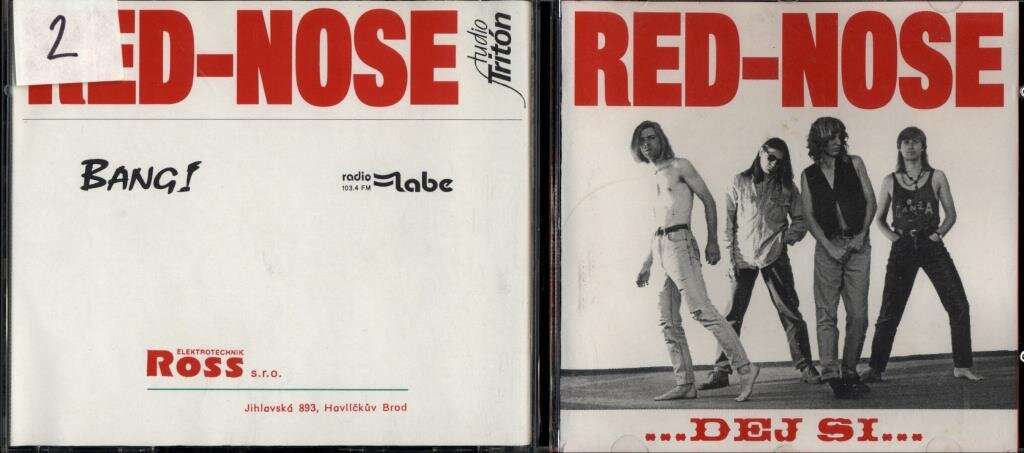 2
RED-NOSE
studio
Tritón
BANG!
radio
103.4 FM
Labe
ELEKTROTECHNIK
ROSS s.r.o.
Jihlavská 893, Havlíčkův Brod
RED-NOSE
BANZA
...DEJ SI...